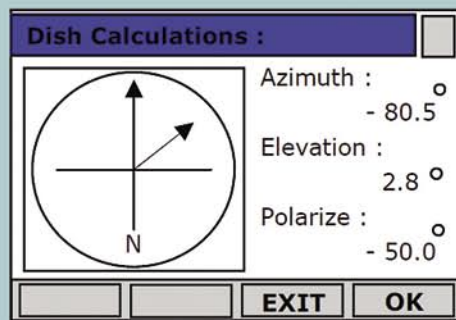 Dish Calculations :
Azimuth :
- 80.5°
Elevation :
2.8 °
Polarize :
- 50.0°
N
EXIT OK